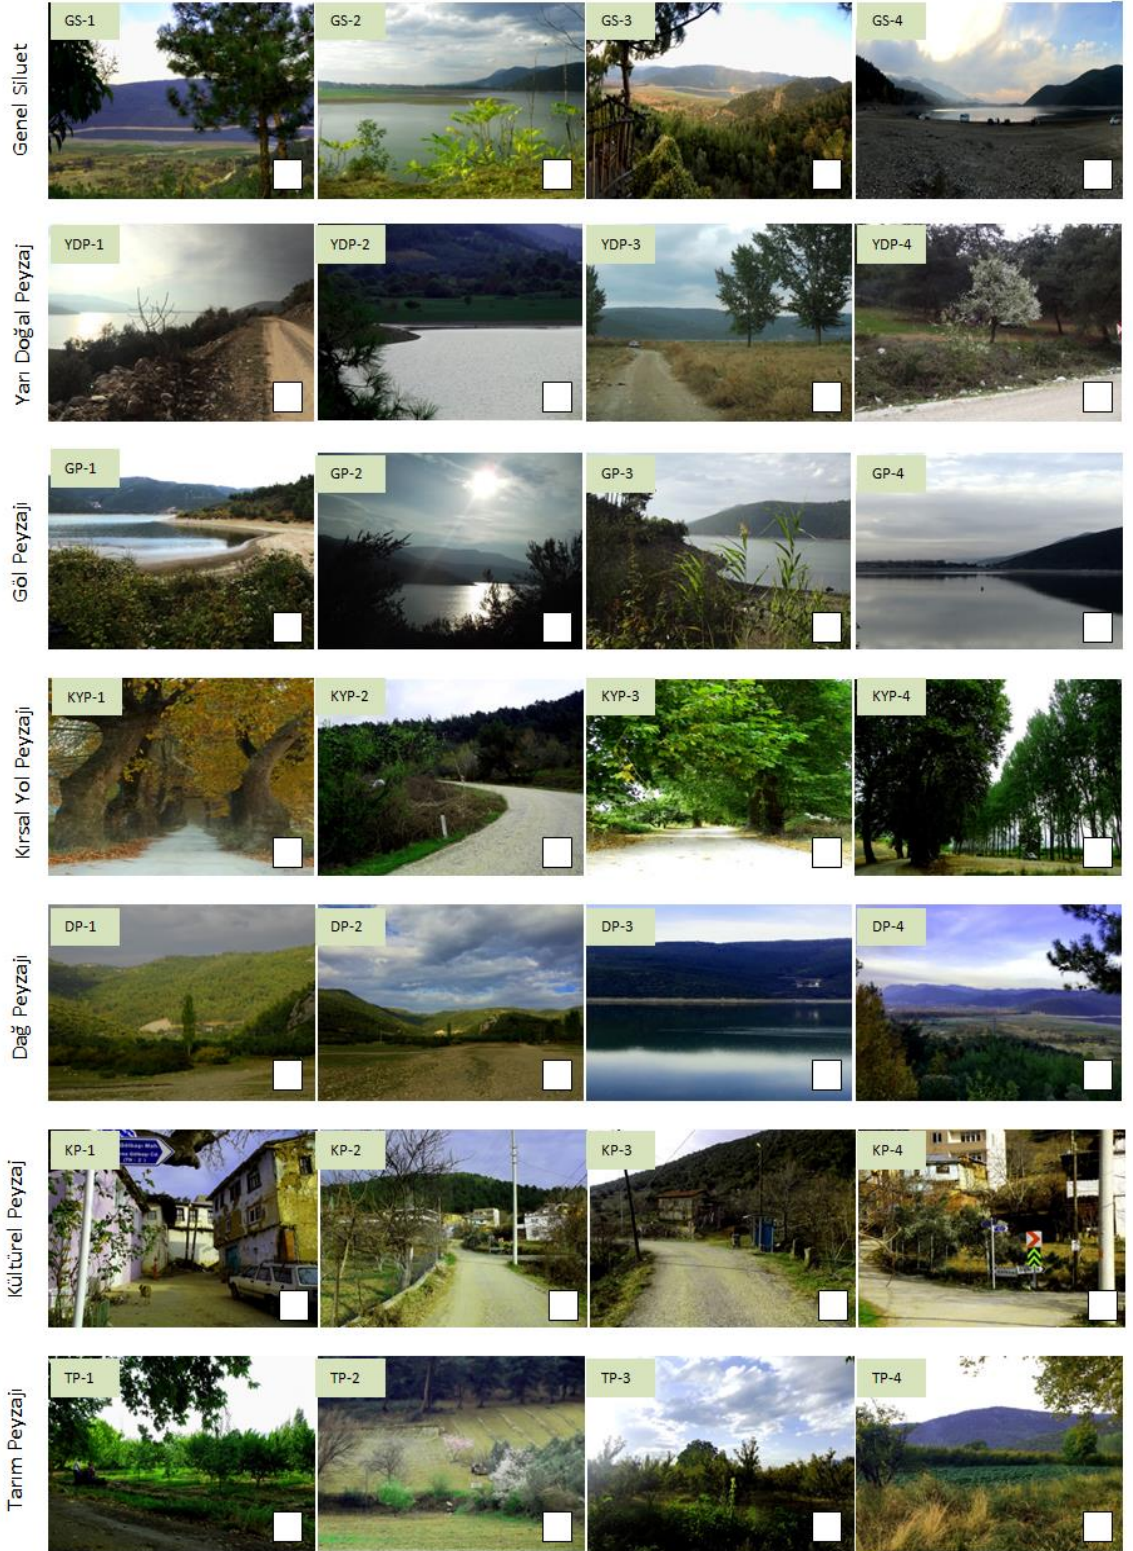 Genel Siluet
GS-1
GS-2
GS-3
GS-4
Yarı Doğal Peyzaj
YDP-1
YDP-2
YDP-3
YDP-4
Göl Peyzajı
GP-1
GP-2
GP-3
GP-4
Kırsal Yol Peyzajı
KYP-1
KYP-2
KYP-3
KYP-4
Dağ Peyzajı
DP-1
DP-2
DP-3
DP-4
Kültürel Peyzaj
KP-1
KP-2
KP-3
KP-4
Tarım Peyzajı
TP-1
TP-2
TP-3
TP-4